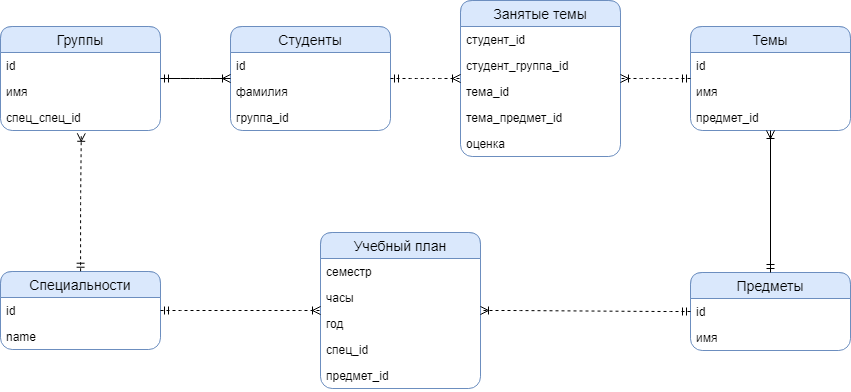 Группы
id
имя
спец_спец_id
Студенты
id
фамилия
группа_id
Занятые темы
студент_id
студент_группа_id
тема_id
тема_предмет_id
оценка
Темы
id
имя
предмет_id
Специальности
id
name
Учебный план
семестр
часы
год
спец_id
предмет_id
Предметы
id
имя